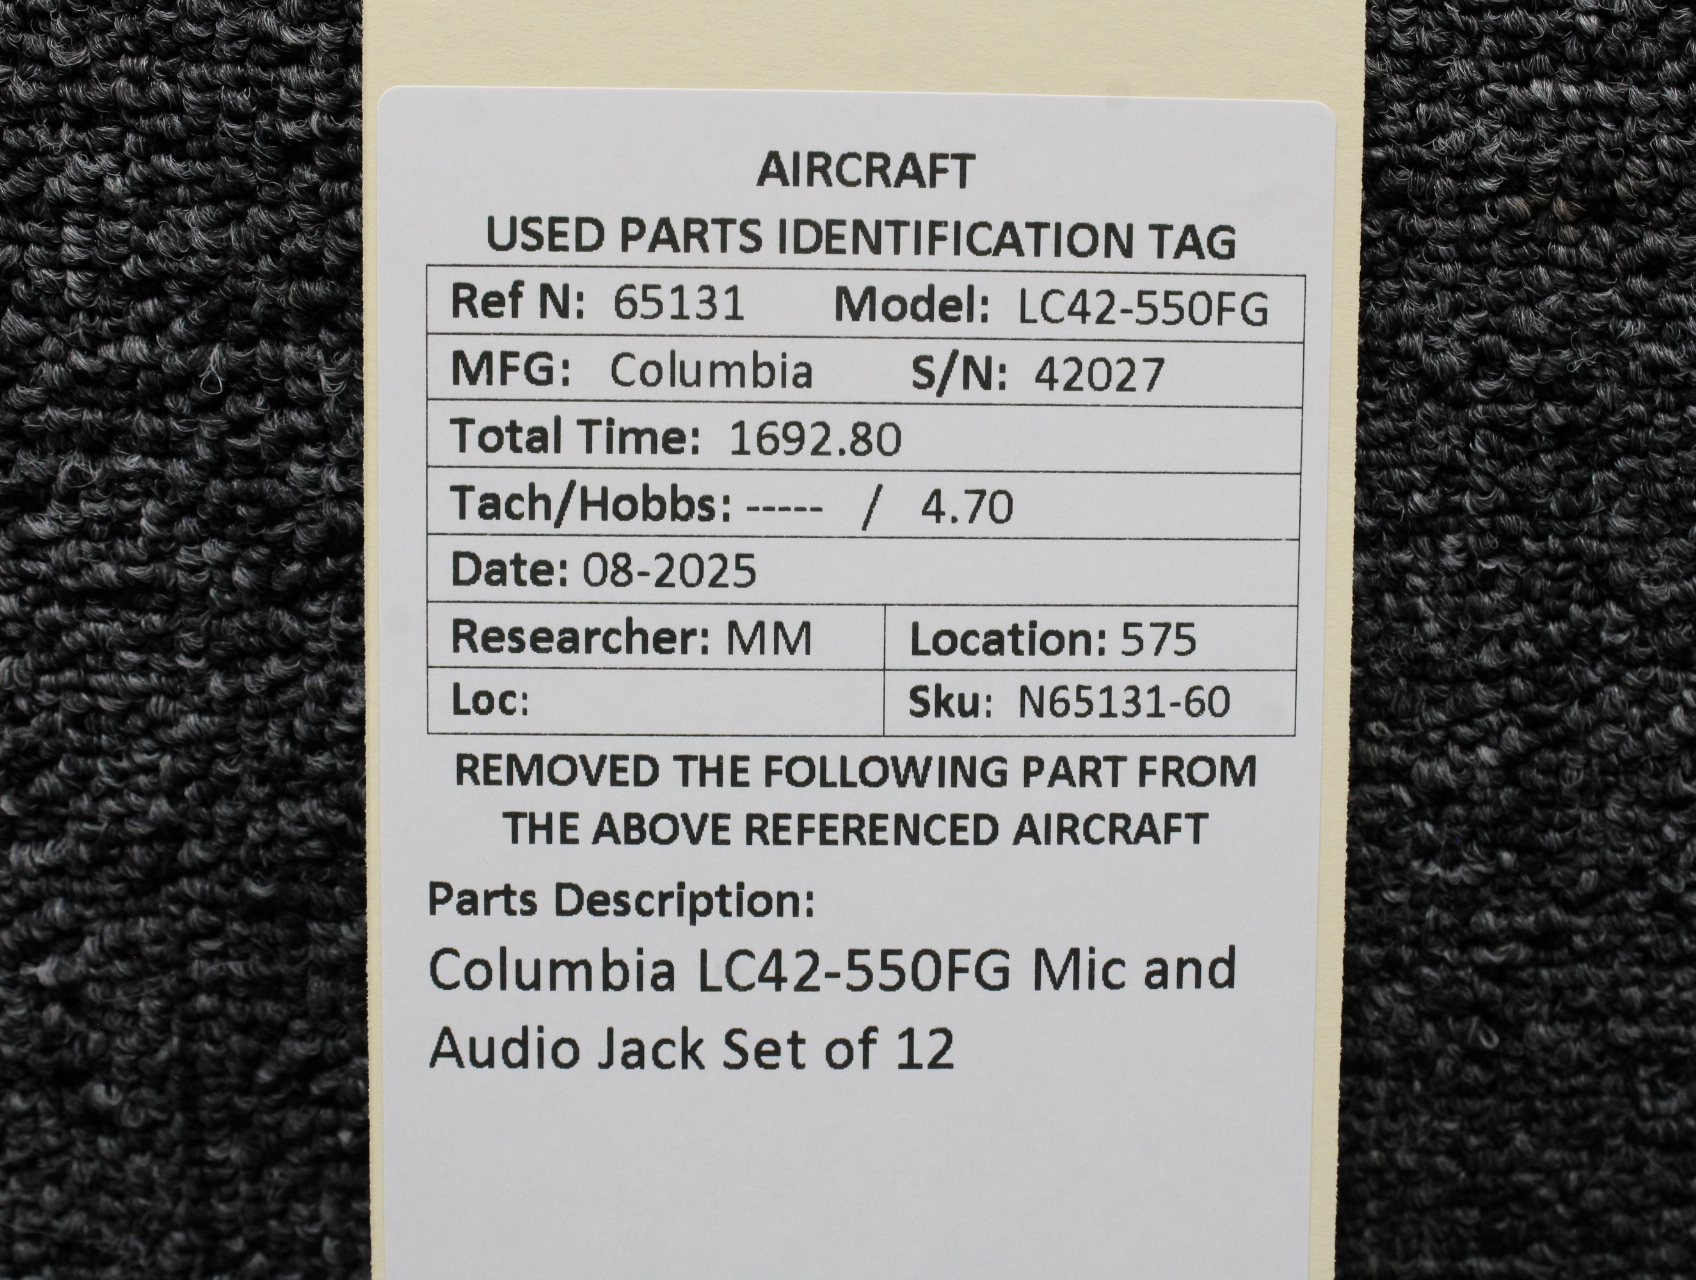 AIRCRAFT
USED PARTS IDENTIFICATION TAG
Ref N: 65131 Model: LC42-550FG
MFG: Columbia S/N: 42027
Total Time: 1692.80
Tach/Hobbs: ----- / 4.70
Date: 08-2025
Researcher: MM Location: 575
Loc: Sku: N65131-60
REMOVED THE FOLLOWING PART FROM
THE ABOVE REFERENCED AIRCRAFT
Parts Description:
Columbia LC42-550FG Mic and
Audio Jack Set of 12